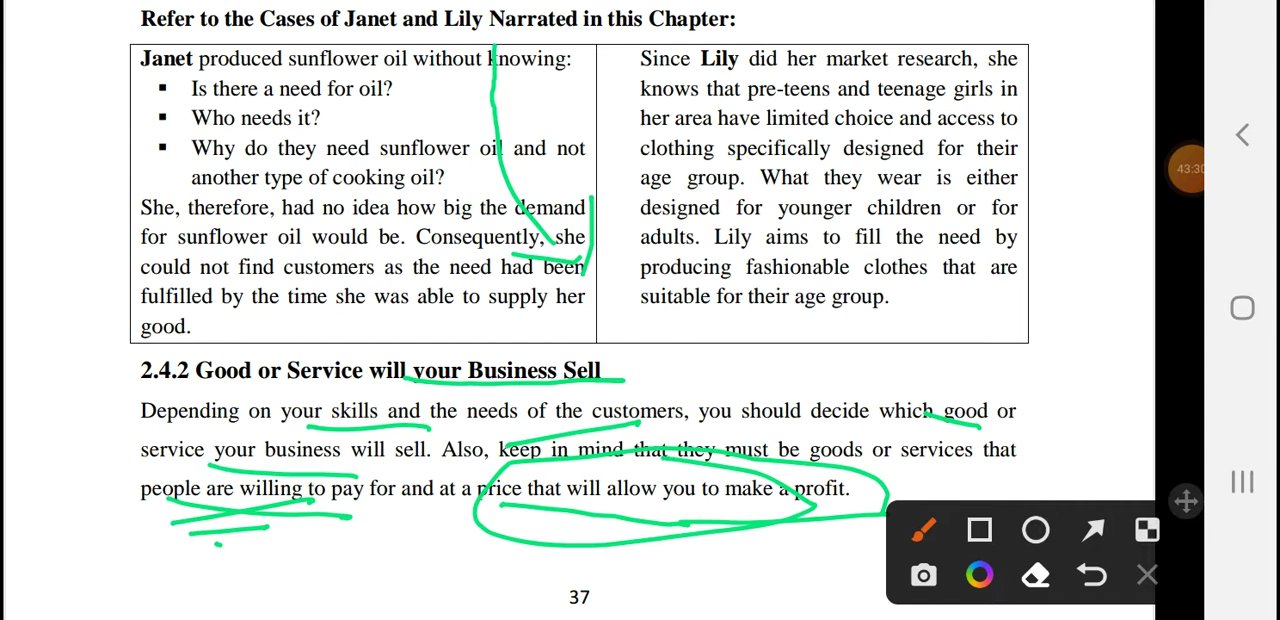 Refer to the Cases of Janet and Lily Narrated in this Chapter:
Janet produced sunflower oil without knowing:
▪ Is there a need for oil?
▪ Who needs it?
▪ Why do they need sunflower oil and not
another type of cooking oil?
She, therefore, had no idea how big the demand
for sunflower oil would be. Consequently, she
could not find customers as the need had been
fulfilled by the time she was able to supply her
good.
Since Lily did her market research, she
knows that pre-teens and teenage girls in
her area have limited choice and access to
clothing specifically designed for their
age group. What they wear is either
designed for younger children or for
adults. Lily aims to fill the need by
producing fashionable clothes that are
suitable for their age group.
2.4.2 Good or Service will your Business Sell
Depending on your skills and the needs of the customers, you should decide which good or
service your business will sell. Also, keep in mind that they must be goods or services that
people are willing to pay for and at a price that will allow you to make a profit.
37
43:30